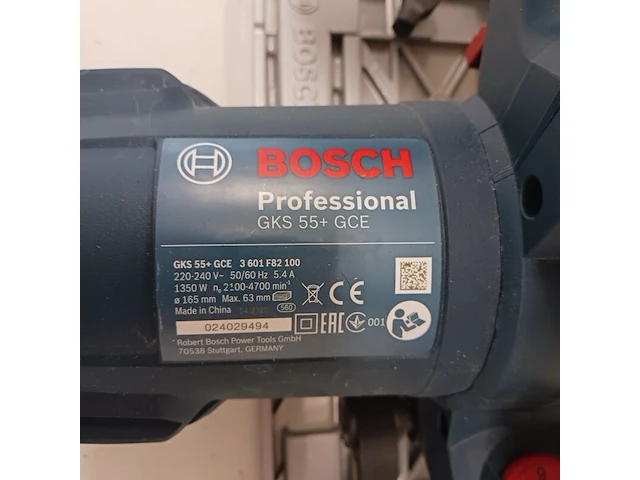 BOSCH
BOSCH
Professional
GKS 55+ GCE
GKS 55+ GCE 3 601 F82 100
220-240 V~ 50/60 Hz 5.4 A
1350 W n₀ 2100-4700 min⁻¹
ø 165 mm Max. 63 mm
Made in China
560
024029494
EAC
001
Robert Bosch Power Tools GmbH
70538 Stuttgart, GERMANY